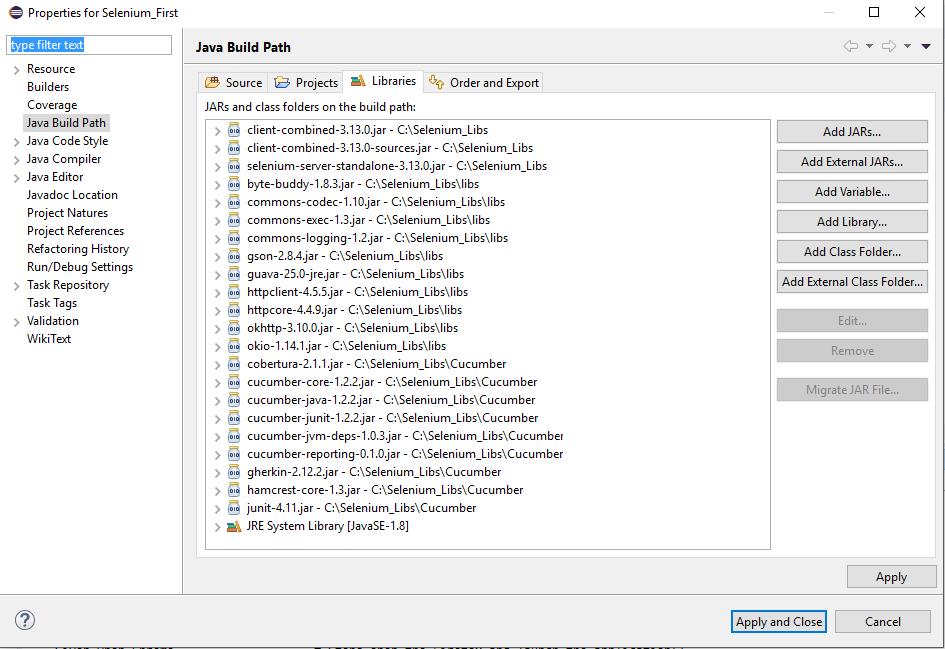 Properties for Selenium_First
type filter text
Resource
Builders
Coverage
Java Build Path
Java Code Style
Java Compiler
Java Editor
Javadoc Location
Project Natures
Project References
Refactoring History
Run/Debug Settings
Task Repository
Task Tags
Validation
WikiText
Java Build Path
Source
Projects
Libraries
Order and Export
JARs and class folders on the build path:
client-combined-3.13.0.jar - C:\Selenium_Libs
client-combined-3.13.0-sources.jar - C:\Selenium_Libs
selenium-server-standalone-3.13.0.jar - C:\Selenium_Libs
byte-buddy-1.8.3.jar - C:\Selenium_Libs\libs
commons-codec-1.10.jar - C:\Selenium_Libs\libs
commons-exec-1.3.jar - C:\Selenium_Libs\libs
commons-logging-1.2.jar - C:\Selenium_Libs\libs
gson-2.8.4.jar - C:\Selenium_Libs\libs
guava-25.0-jre.jar - C:\Selenium_Libs\libs
httpclient-4.5.5.jar - C:\Selenium_Libs\libs
httpcore-4.4.9.jar - C:\Selenium_Libs\libs
okhttp-3.10.0.jar - C:\Selenium_Libs\libs
okio-1.14.1.jar - C:\Selenium_Libs\libs
cobertura-2.1.1.jar - C:\Selenium_Libs\Cucumber
cucumber-core-1.2.2.jar - C:\Selenium_Libs\Cucumber
cucumber-java-1.2.2.jar - C:\Selenium_Libs\Cucumber
cucumber-junit-1.2.2.jar - C:\Selenium_Libs\Cucumber
cucumber-jvm-deps-1.0.3.jar - C:\Selenium_Libs\Cucumber
cucumber-reporting-0.1.0.jar - C:\Selenium_Libs\Cucumber
gherkin-2.12.2.jar - C:\Selenium_Libs\Cucumber
hamcrest-core-1.3.jar - C:\Selenium_Libs\Cucumber
junit-4.11.jar - C:\Selenium_Libs\Cucumber
JRE System Library [JavaSE-1.8]
Add JARs...
Add External JARs...
Add Variable...
Add Library...
Add Class Folder...
Add External Class Folder...
Edit...
Remove
Migrate JAR File...
Apply
?
Apply and Close
Cancel